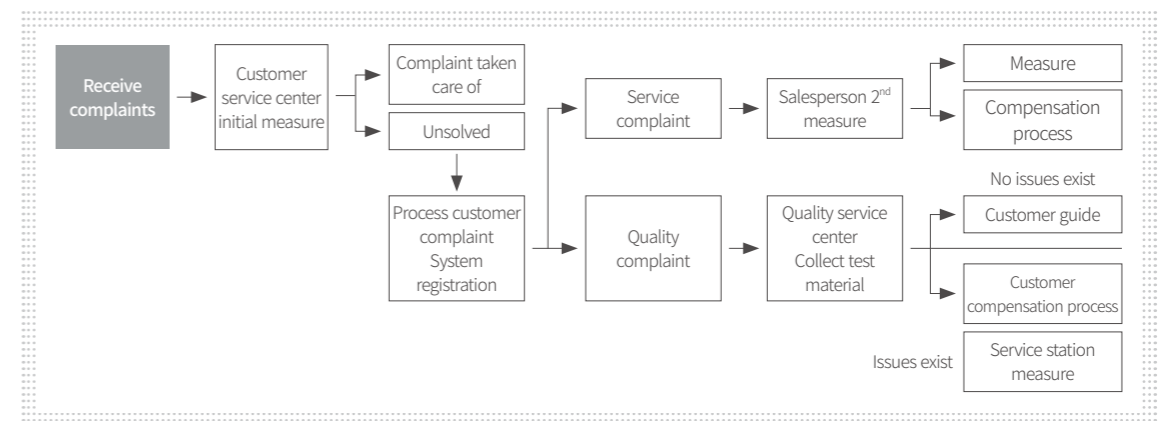 Receive
complaints
Customer
service center
initial measure
Complaint taken
care of
Unsolved
Process customer
complaint
System
registration
Service
complaint
Salesperson 2nd
measure
Measure
Compensation
process
Quality
complaint
Quality service
center
Collect test
material
No issues exist
Customer guide
Customer
compensation process
Issues exist
Service station
measure